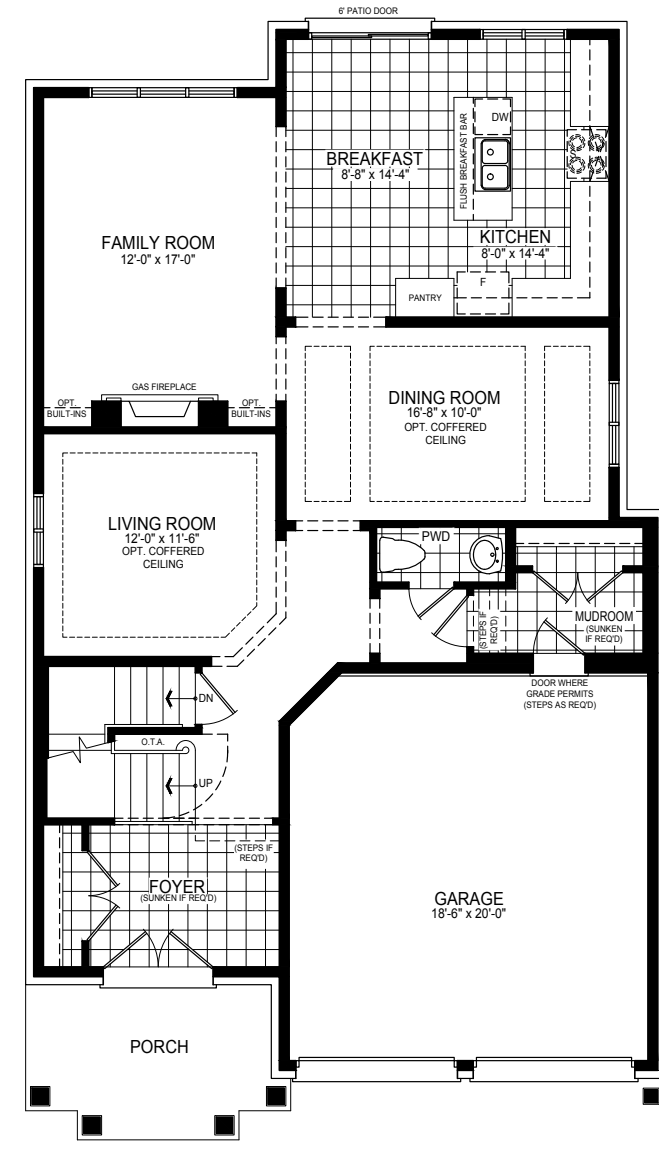 6' PATIO DOOR
DW
FLUSH BREAKFAST BAR
BREAKFAST
8'-8" x 14'-4"
KITCHEN
8'-0" x 14'-4"
FAMILY ROOM
12'-0" x 17'-0"
F
PANTRY
GAS FIREPLACE
OPT.
BUILT-INS
OPT.
BUILT-INS
DINING ROOM
16'-8" x 10'-0"
OPT. COFFERED
CEILING
LIVING ROOM
12'-0" x 11'-6"
OPT. COFFERED
CEILING
PWD
(STEPS IF
REQ'D)
MUDROOM
(SUNKEN
IF REQ'D)
DOOR WHERE
GRADE PERMITS
(STEPS AS REQ'D)
DN
O.T.A.
UP
(STEPS IF
REQ'D)
FOYER
(SUNKEN IF REQ'D)
GARAGE
18'-6" x 20'-0"
PORCH